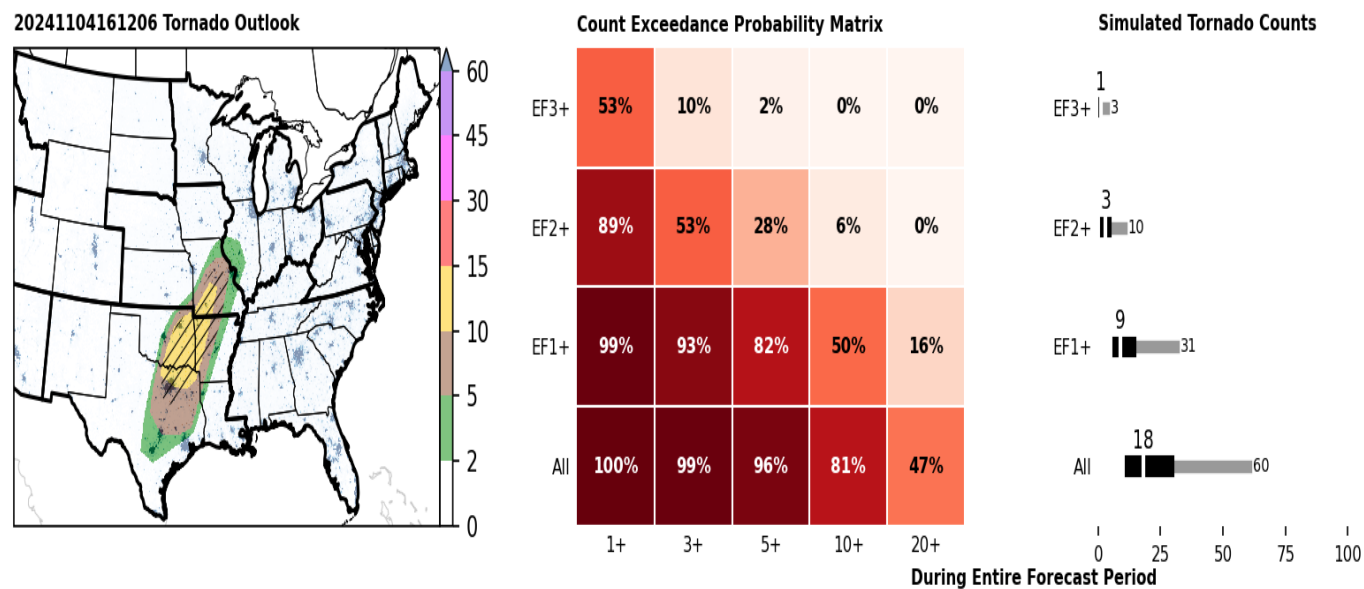 20241104161206 Tornado Outlook
60
45
30
15
10
5
2
0
Count Exceedance Probability Matrix
EF3+ 53% 10% 2% 0% 0%
EF2+ 89% 53% 28% 6% 0%
EF1+ 99% 93% 82% 50% 16%
All 100% 99% 96% 81% 47%
1+ 3+ 5+ 10+ 20+
Simulated Tornado Counts
1
EF3+ 3
3
EF2+ 10
9
EF1+ 31
18
All 60
0 25 50 75 100
During Entire Forecast Period